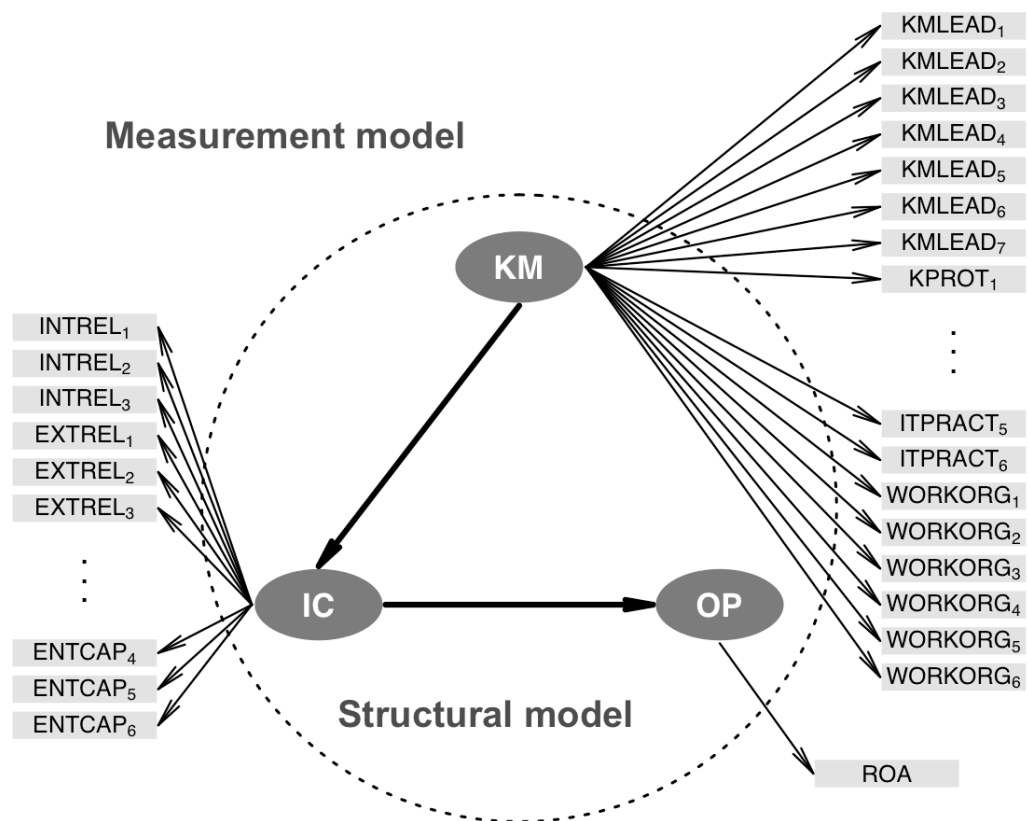 KMLEAD₁
KMLEAD₂
KMLEAD₃
KMLEAD₄
KMLEAD₅
KMLEAD₆
KMLEAD₇
KPROT₁
Measurement model
KM
INTREL₁
INTREL₂
INTREL₃
EXTREL₁
EXTREL₂
EXTREL₃
ENTCAP₄
ENTCAP₅
ENTCAP₆
ITPRACT₅
ITPRACT₆
WORKORG₁
WORKORG₂
WORKORG₃
WORKORG₄
WORKORG₅
WORKORG₆
IC
OP
Structural model
ROA